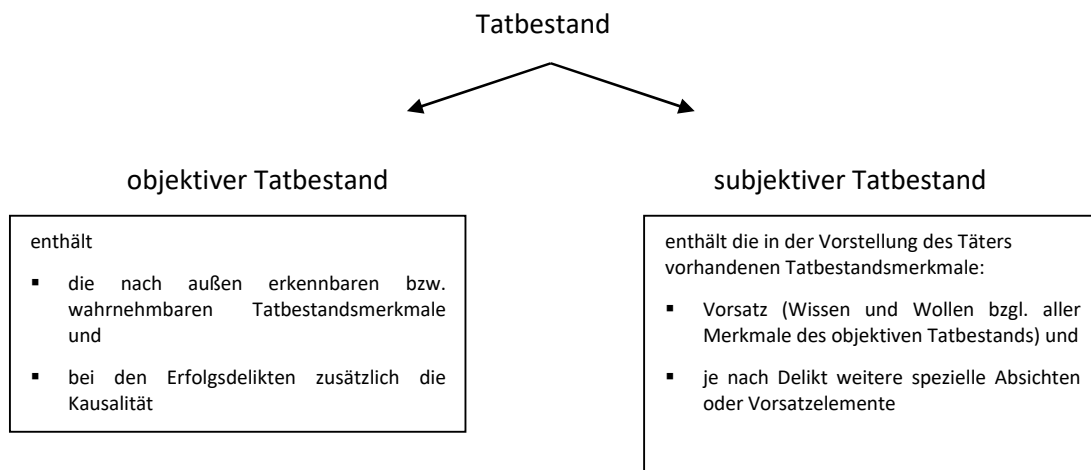 Tatbestand
objektiver Tatbestand
enthält
▪ die nach außen erkennbaren bzw.
wahrnehmbaren Tatbestandsmerkmale
und
▪ bei den Erfolgsdelikten zusätzlich die
Kausalität
subjektiver Tatbestand
enthält die in der Vorstellung des Täters
vorhandenen Tatbestandsmerkmale:
▪ Vorsatz (Wissen und Wollen bzgl. aller
Merkmale des objektiven Tatbestands) und
▪ je nach Delikt weitere spezielle Absichten
oder Vorsatzelemente